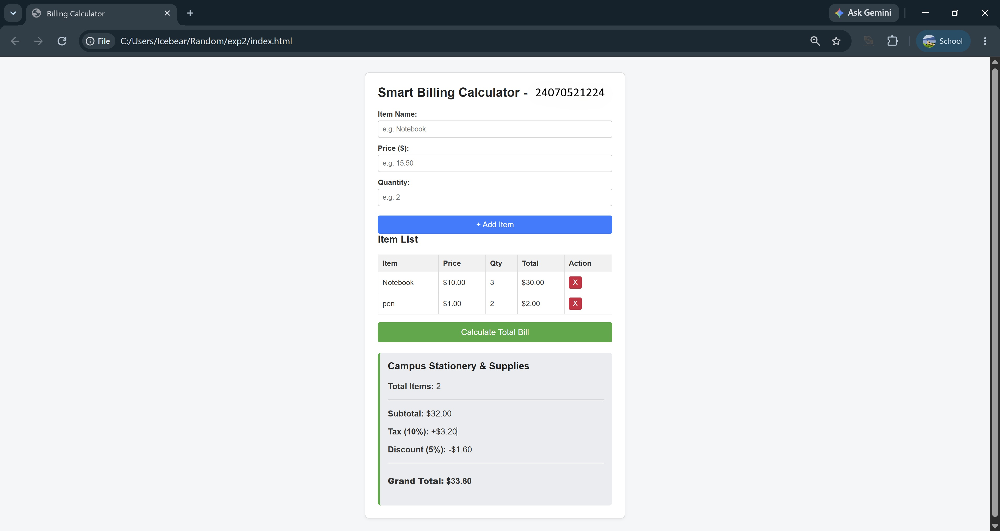 Billing Calculator
Ask Gemini
File C:/Users/Icebear/Random/exp2/index.html
School
Smart Billing Calculator - 24070521224
Item Name:
e.g. Notebook
Price ($):
e.g. 15.50
Quantity:
e.g. 2
+ Add Item
Item List
Item Price Qty Total Action
Notebook $10.00 3 $30.00 X
pen $1.00 2 $2.00 X
Calculate Total Bill
Campus Stationery & Supplies
Total Items: 2
Subtotal: $32.00
Tax (10%): +$3.20
Discount (5%): -$1.60
Grand Total: $33.60